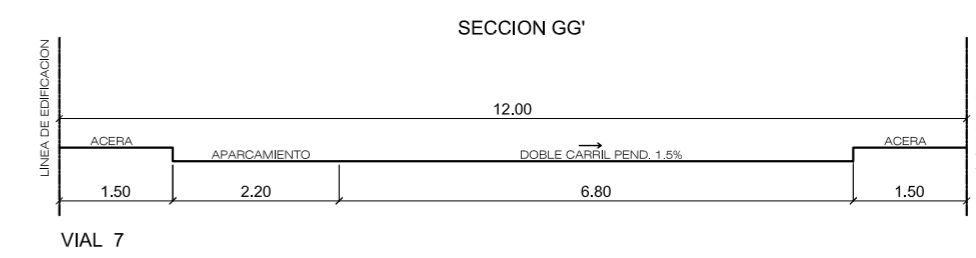 SECCION GG'
LINEA DE EDIFICACION
12.00
ACERA
APARCAMIENTO
DOBLE CARRIL PEND. 1.5%
ACERA
1.50
2.20
6.80
1.50
VIAL 7